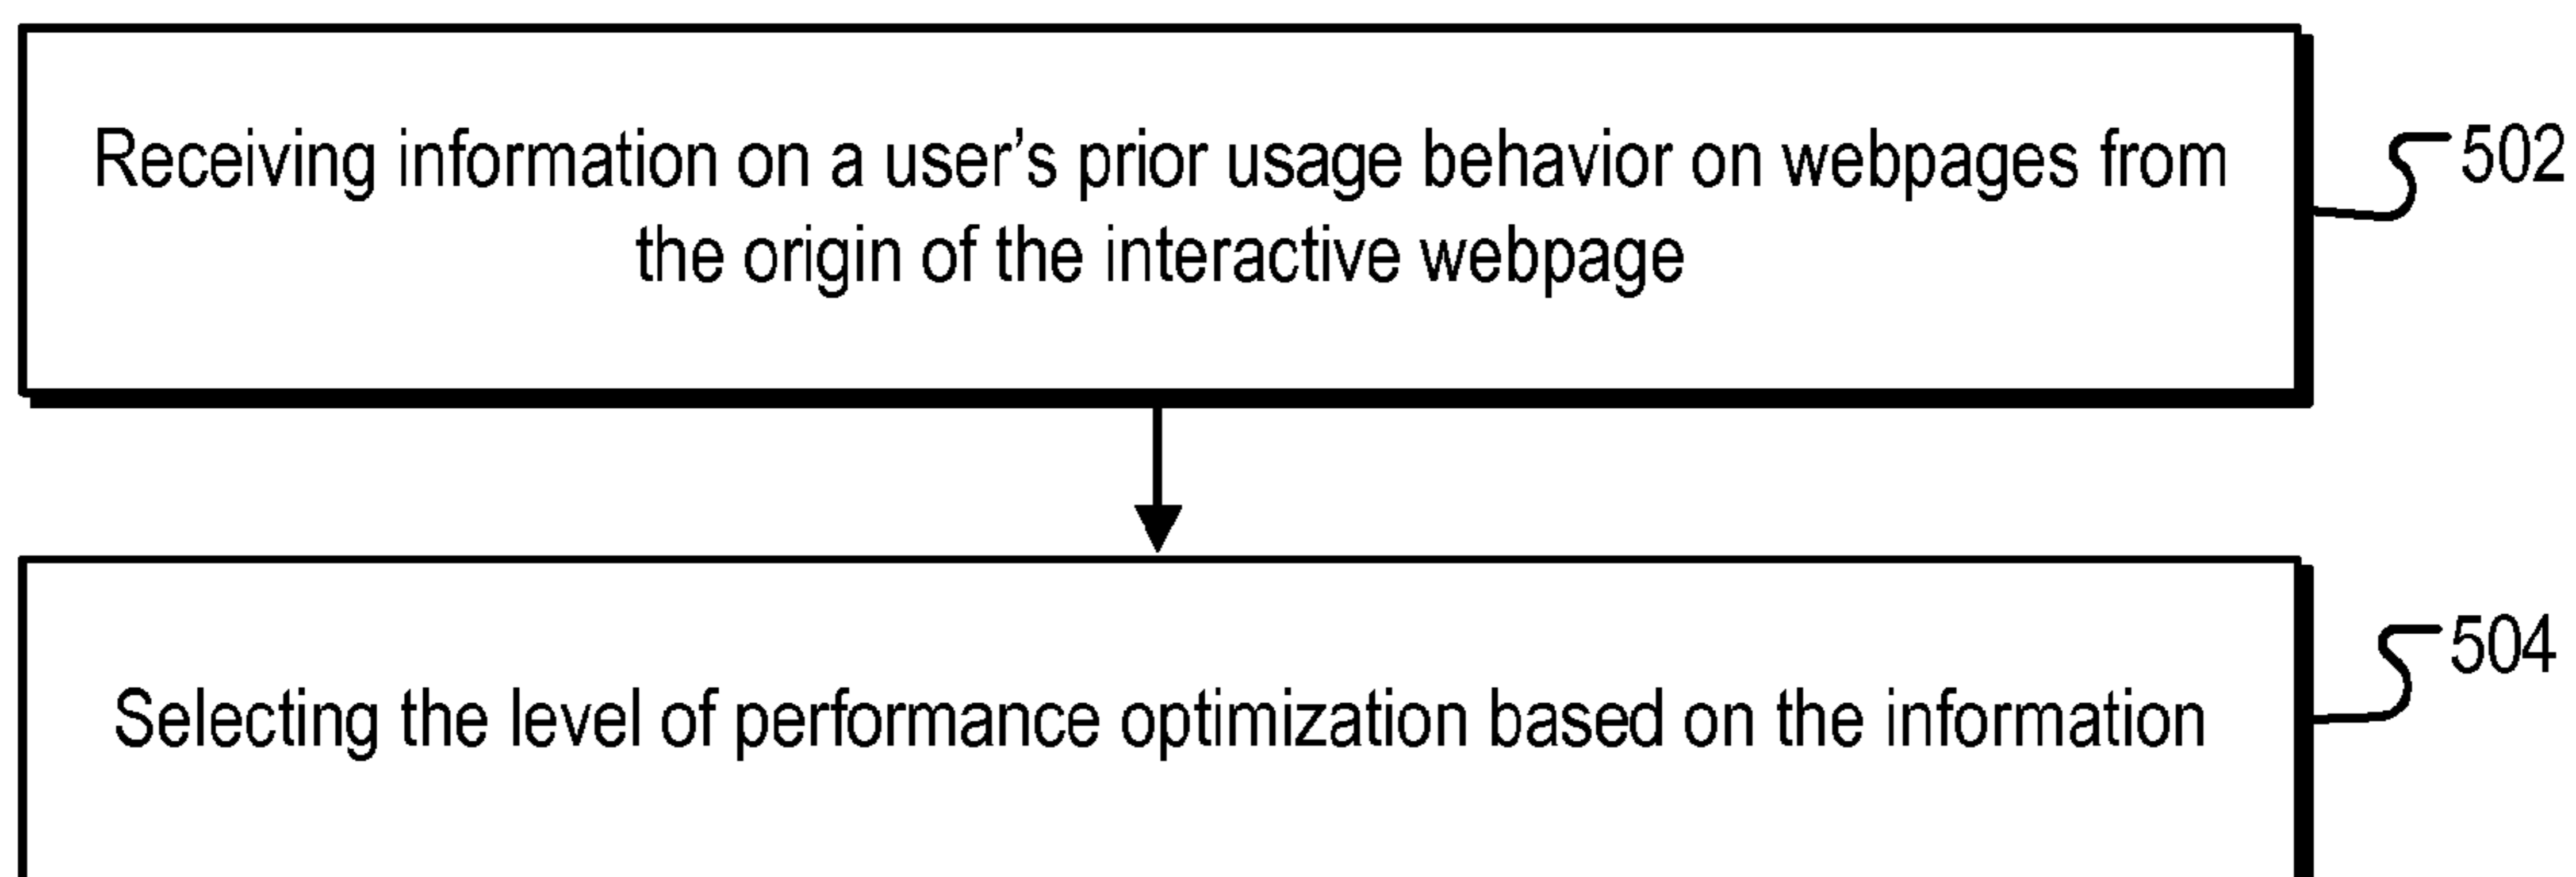 Receiving information on a user’s prior usage behavior on webpages from
the origin of the interactive webpage
502
Selecting the level of performance optimization based on the information
504